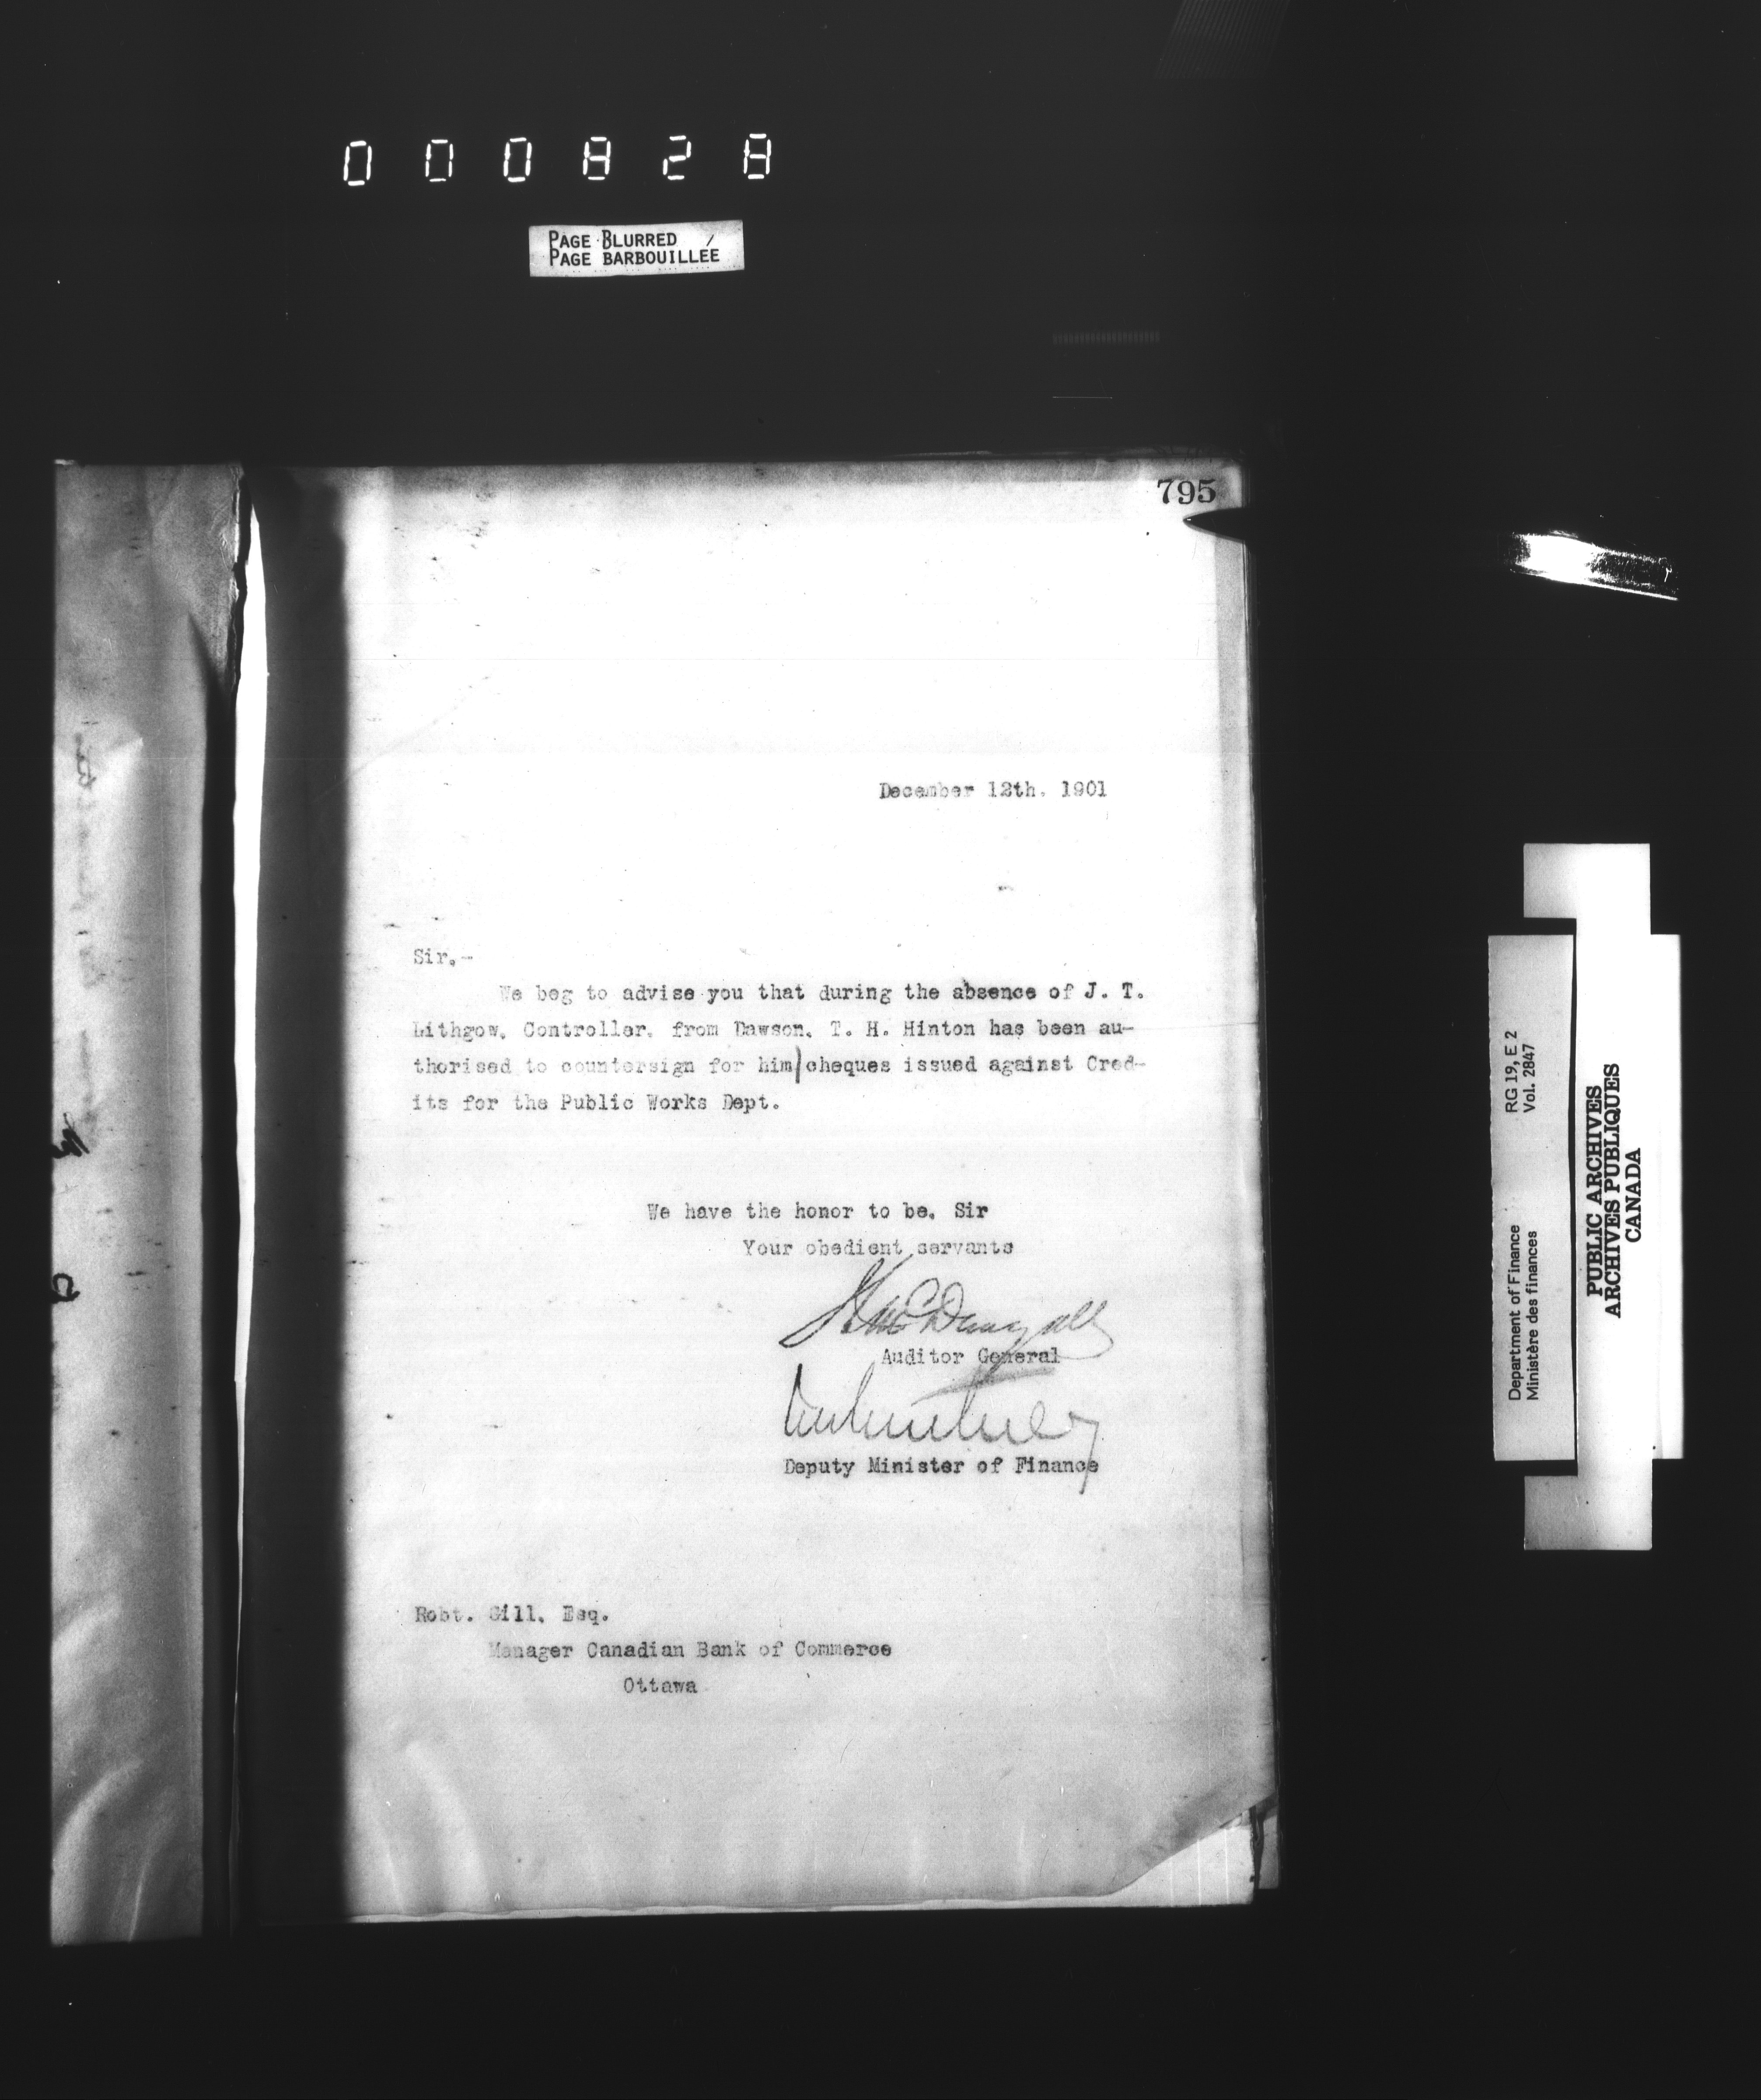 000828
PAGE BLURRED /
PAGE BARBOUILLÉE
795
December 12th. 1901
Sir,-
We beg to advise you that during the absence of J. T.
Lithgow, Controller, from Dawson, T. H. Hinton has been au-
thorised to countersign for him/cheques issued against Cred-
its for the Public Works Dept.
We have the honor to be, Sir
Your obedient servants
Auditor General
Deputy Minister of Finance
Robt. Gill, Esq.
Manager Canadian Bank of Commerce
Ottawa
Department of Finance RG 19, E 2
Ministère des finances Vol. 2847
PUBLIC ARCHIVES
ARCHIVES PUBLIQUES
CANADA